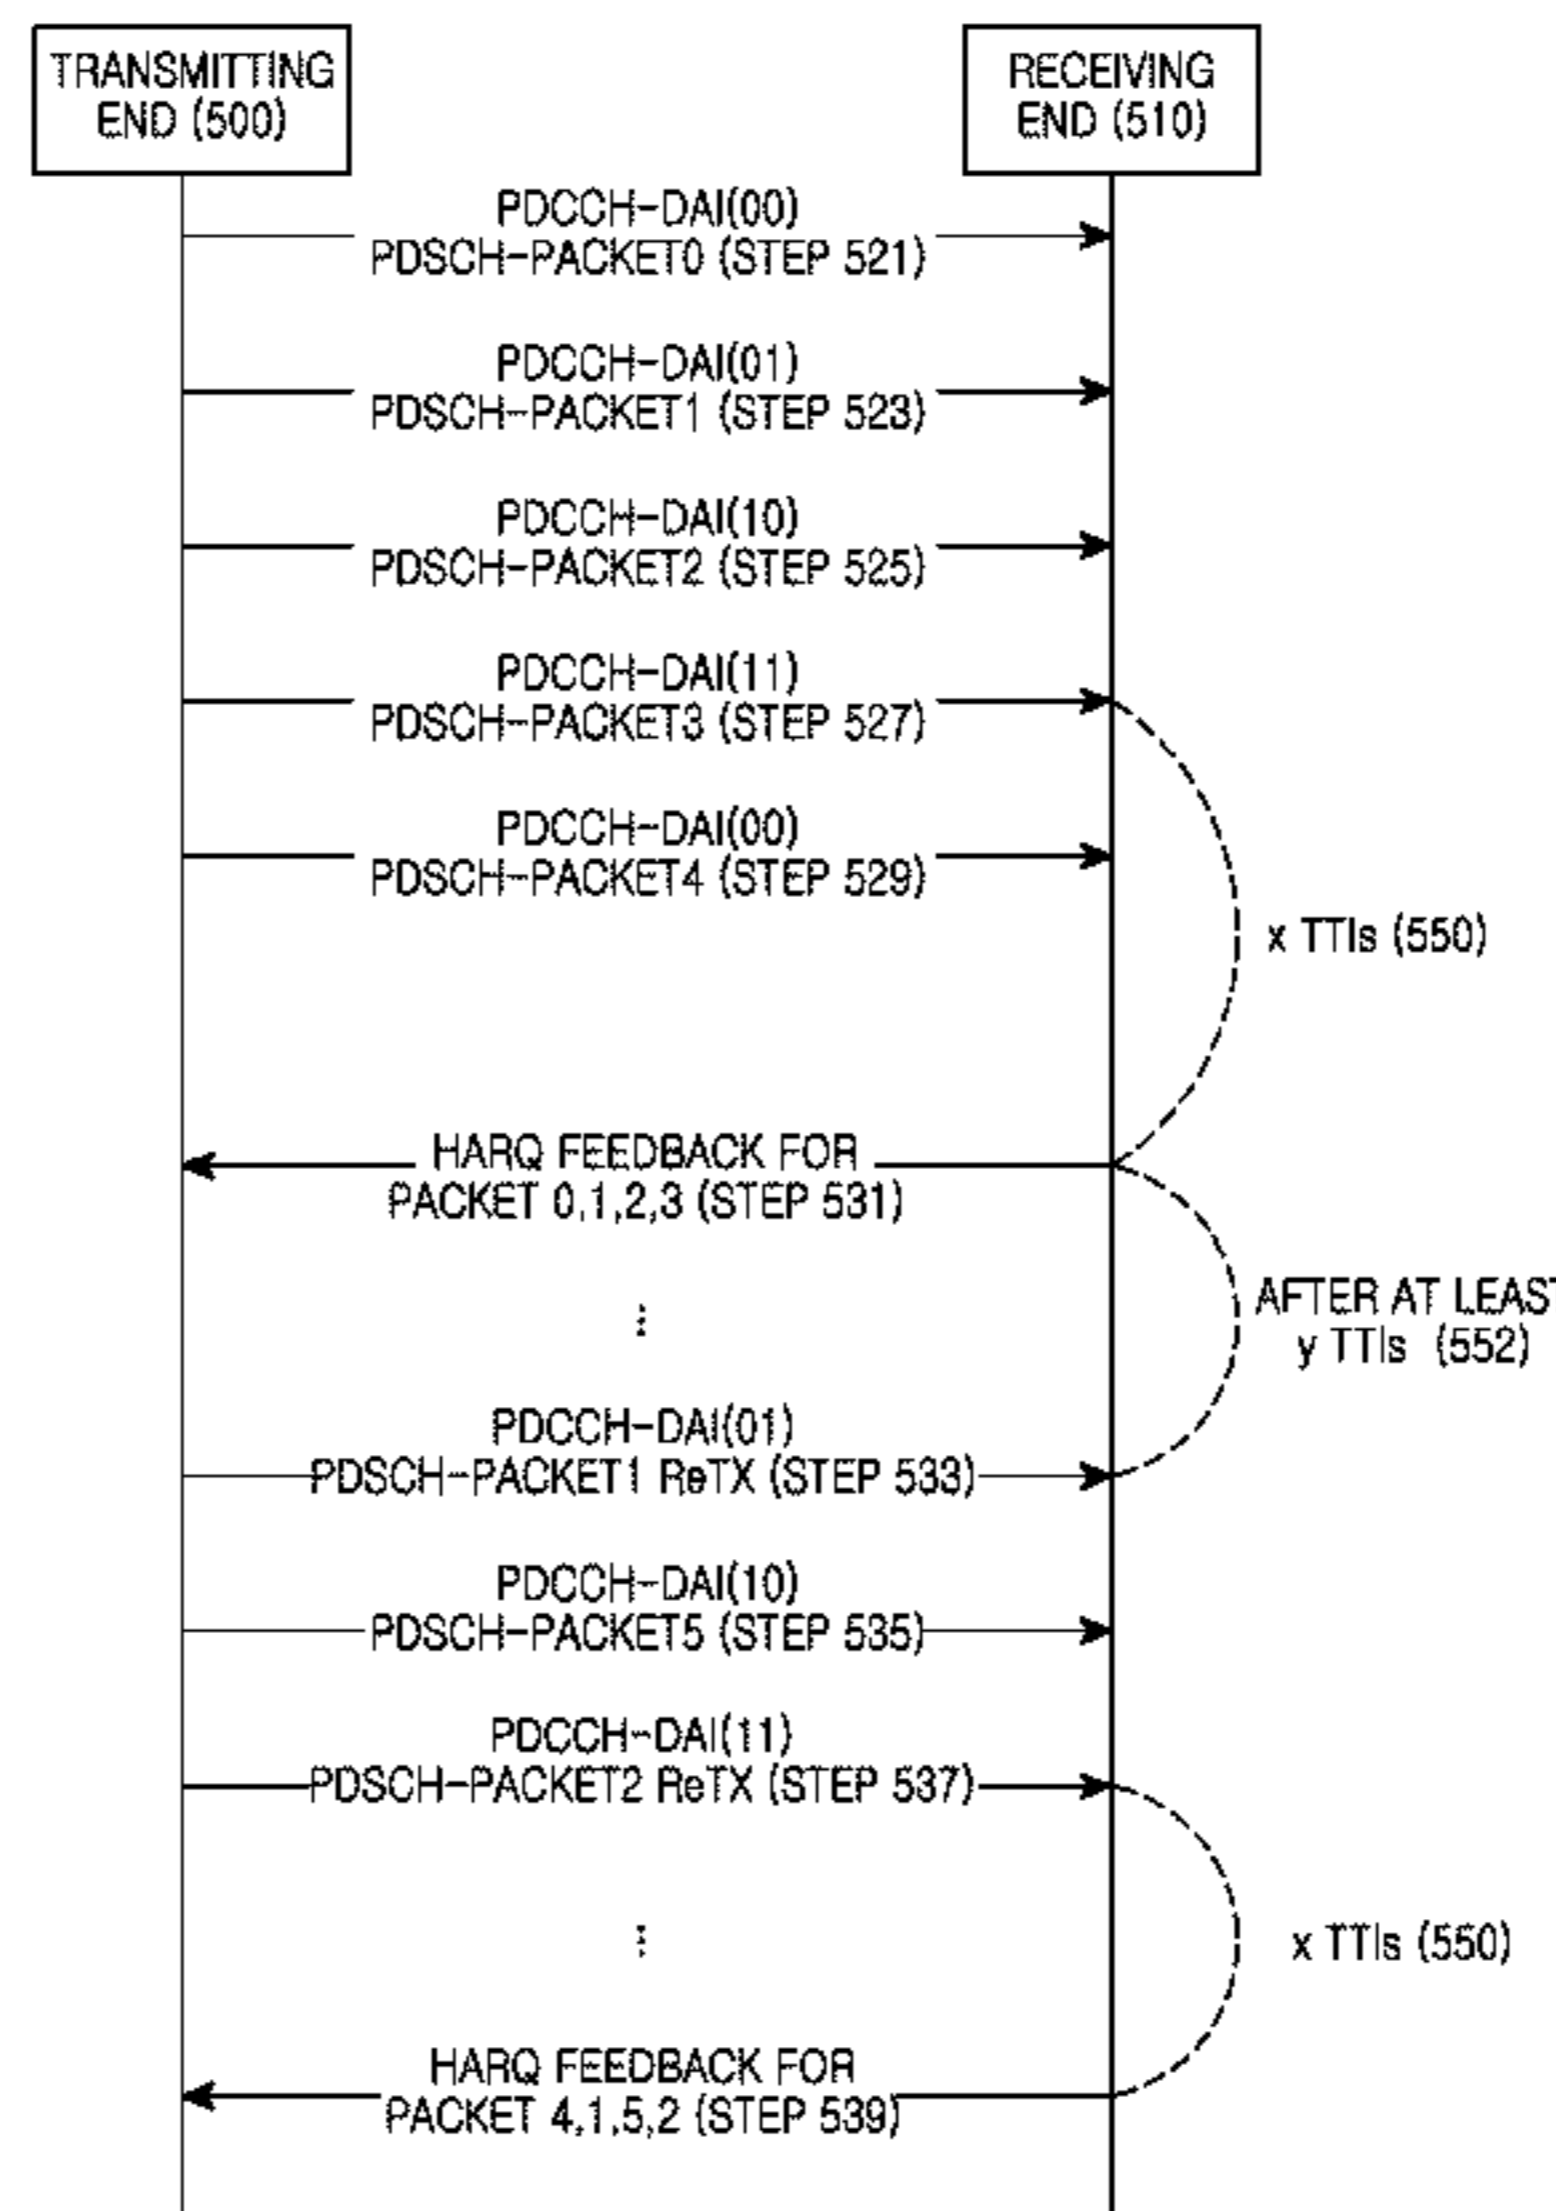 TRANSMITTING
END (500)
RECEIVING
END (510)
PDCCH-DAI(00)
PDSCH-PACKET0 (STEP 521)
PDCCH-DAI(01)
PDSCH-PACKET1 (STEP 523)
PDCCH-DAI(10)
PDSCH-PACKET2 (STEP 525)
PDCCH-DAI(11)
PDSCH-PACKET3 (STEP 527)
PDCCH-DAI(00)
PDSCH-PACKET4 (STEP 529)
x TTIs (550)
HARQ FEEDBACK FOR
PACKET 0,1,2,3 (STEP 531)
AFTER AT LEAST
y TTIs (552)
⋮
PDCCH-DAI(01)
PDSCH-PACKET1 ReTX (STEP 533)
PDCCH-DAI(10)
PDSCH-PACKET5 (STEP 535)
PDCCH-DAI(11)
PDSCH-PACKET2 ReTX (STEP 537)
⋮
x TTIs (550)
HARQ FEEDBACK FOR
PACKET 4,1,5,2 (STEP 539)